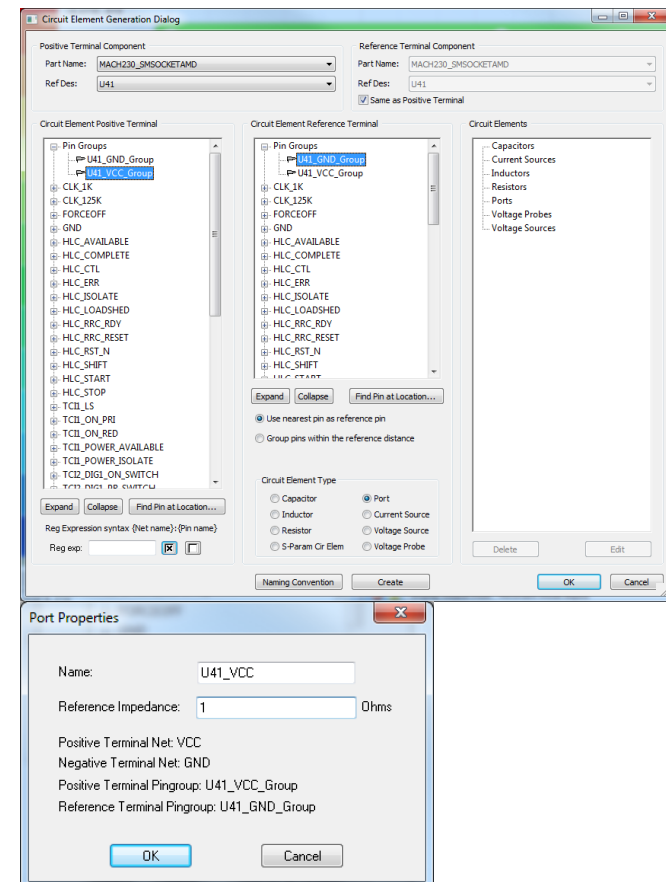 Circuit Element Generation Dialog
Positive Terminal Component
Part Name: MACH230_SMSOCKETAMD
Ref Des: U41
Reference Terminal Component
Part Name: MACH230_SMSOCKETAMD
Ref Des: U41
Same as Positive Terminal
Circuit Element Positive Terminal
Pin Groups
U41_GND_Group
U41_VCC_Group
CLK_1K
CLK_125K
FORCEOFF
GND
HLC_AVAILABLE
HLC_COMPLETE
HLC_CTL
HLC_ERR
HLC_ISOLATE
HLC_LOADSHED
HLC_RRC_RDY
HLC_RRC_RESET
HLC_RST_N
HLC_SHIFT
HLC_START
HLC_STOP
TCI1_LS
TCI1_ON_PRI
TCI1_ON_RED
TCI1_POWER_AVAILABLE
TCI1_POWER_ISOLATE
TCI2_DIG1_ON_SWITCH
Expand Collapse Find Pin at Location...
Reg Expression syntax {Net name}:{Pin name}
Reg exp:
Circuit Element Reference Terminal
Pin Groups
U41_GND_Group
U41_VCC_Group
CLK_1K
CLK_125K
FORCEOFF
GND
HLC_AVAILABLE
HLC_COMPLETE
HLC_CTL
HLC_ERR
HLC_ISOLATE
HLC_LOADSHED
HLC_RRC_RDY
HLC_RRC_RESET
HLC_RST_N
HLC_SHIFT
HLC_START
Expand Collapse Find Pin at Location...
Use nearest pin as reference pin
Group pins within the reference distance
Circuit Element Type
Capacitor Port
Inductor Current Source
Resistor Voltage Source
S-Param Cir Elem Voltage Probe
Naming Convention Create
Circuit Elements
Capacitors
Current Sources
Inductors
Resistors
Ports
Voltage Probes
Voltage Sources
Delete Edit
OK Cancel
Port Properties
Name: U41_VCC
Reference Impedance: 1 Ohms
Positive Terminal Net: VCC
Negative Terminal Net: GND
Positive Terminal Pingroup: U41_VCC_Group
Reference Terminal Pingroup: U41_GND_Group
OK Cancel